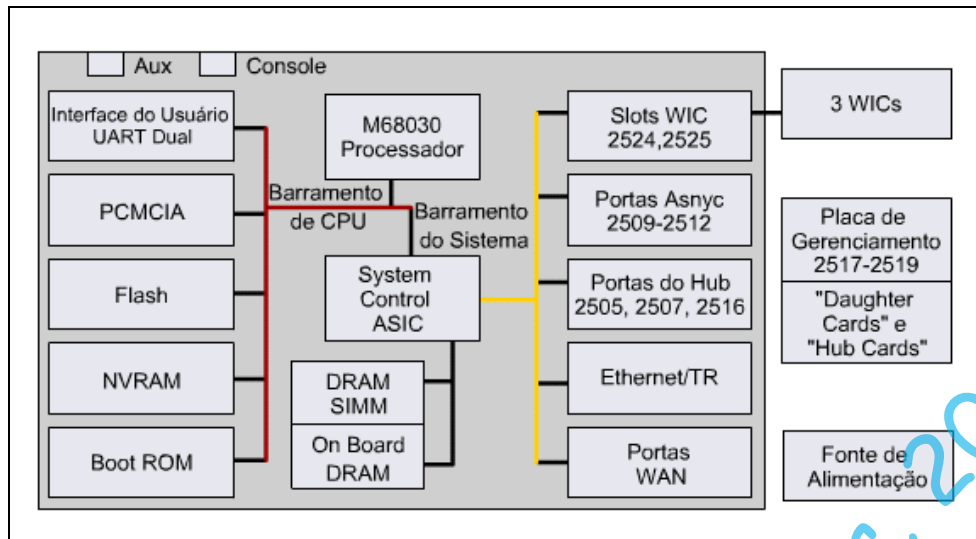 Aux
Console
Interface do Usuário
UART Dual
PCMCIA
Flash
NVRAM
Boot ROM
M68030
Processador
Barramento
de CPU
Barramento
do Sistema
System
Control
ASIC
DRAM
SIMM
On Board
DRAM
Slots WIC
2524,2525
Portas Asnyc
2509-2512
Portas do Hub
2505, 2507, 2516
Ethernet/TR
Portas
WAN
3 WICs
Placa de
Gerenciamento
2517-2519
"Daughter
Cards" e
"Hub Cards"
Fonte de
Alimentação